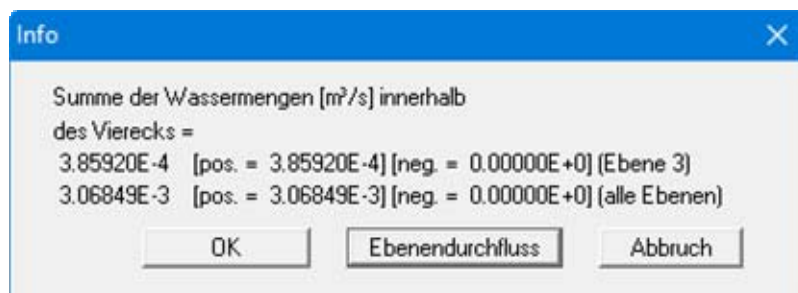 Info
Summe der Wassermengen [m³/s] innerhalb
des Vierecks =
3.85920E-4 [pos. = 3.85920E-4] [neg. = 0.00000E+0] (Ebene 3)
3.06849E-3 [pos. = 3.06849E-3] [neg. = 0.00000E+0] (alle Ebenen)
OK Ebenendurchfluss Abbruch